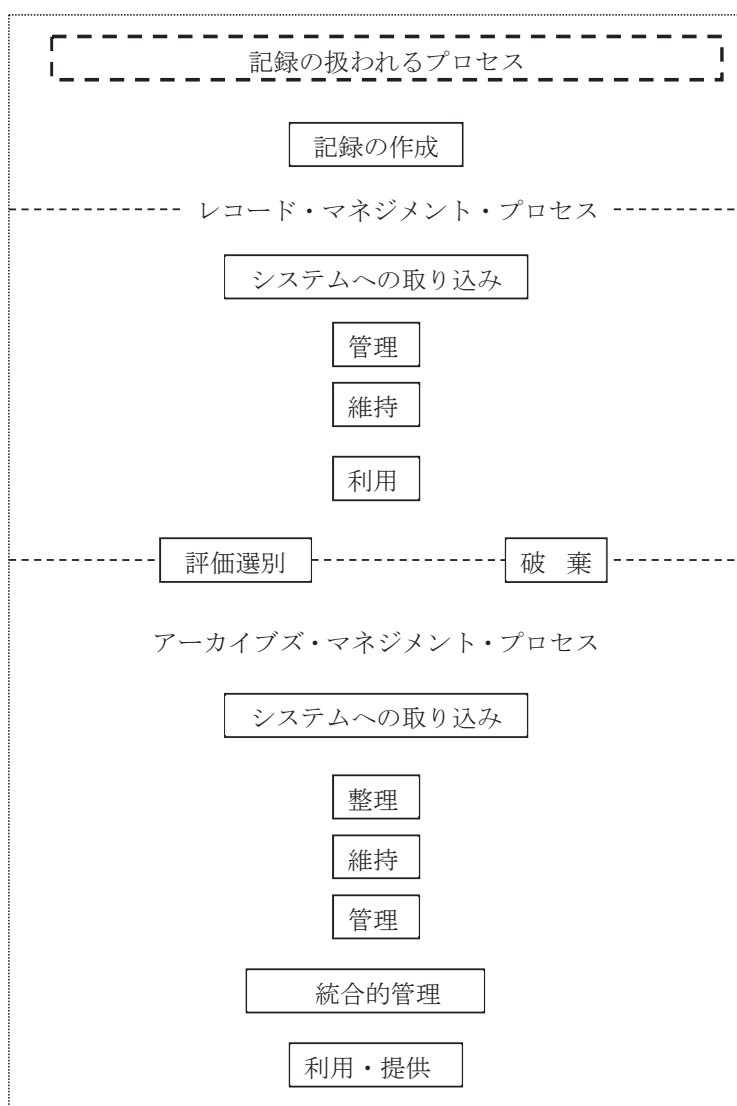 記録の扱われるプロセス
記録の作成
レコード・マネジメント・プロセス
システムへの取り込み
管理
維持
利用
評価選別 破 棄
アーカイブズ・マネジメント・プロセス
システムへの取り込み
整理
維持
管理
統合的管理
利用・提供